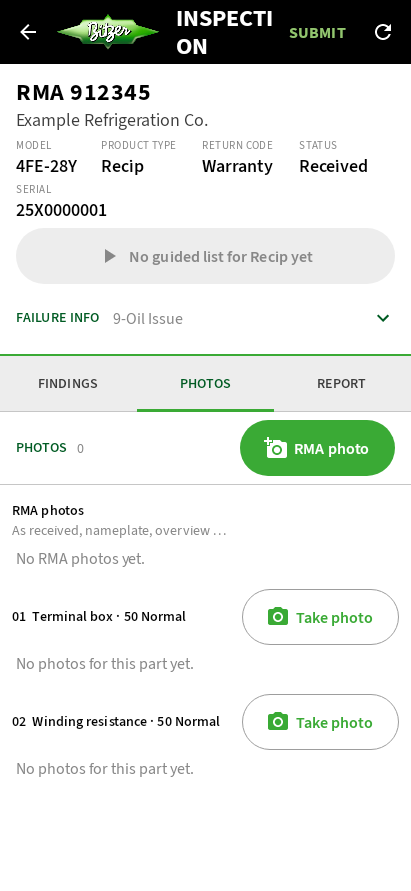 Bitzer
INSPECTI
ON
SUBMIT
RMA 912345
Example Refrigeration Co.
MODEL PRODUCT TYPE RETURN CODE STATUS
4FE-28Y Recip Warranty Received
SERIAL
25X0000001
No guided list for Recip yet
FAILURE INFO 9-Oil Issue
FINDINGS PHOTOS REPORT
PHOTOS 0 RMA photo
RMA photos
As received, nameplate, overview …
No RMA photos yet.
01 Terminal box · 50 Normal Take photo
No photos for this part yet.
02 Winding resistance · 50 Normal Take photo
No photos for this part yet.